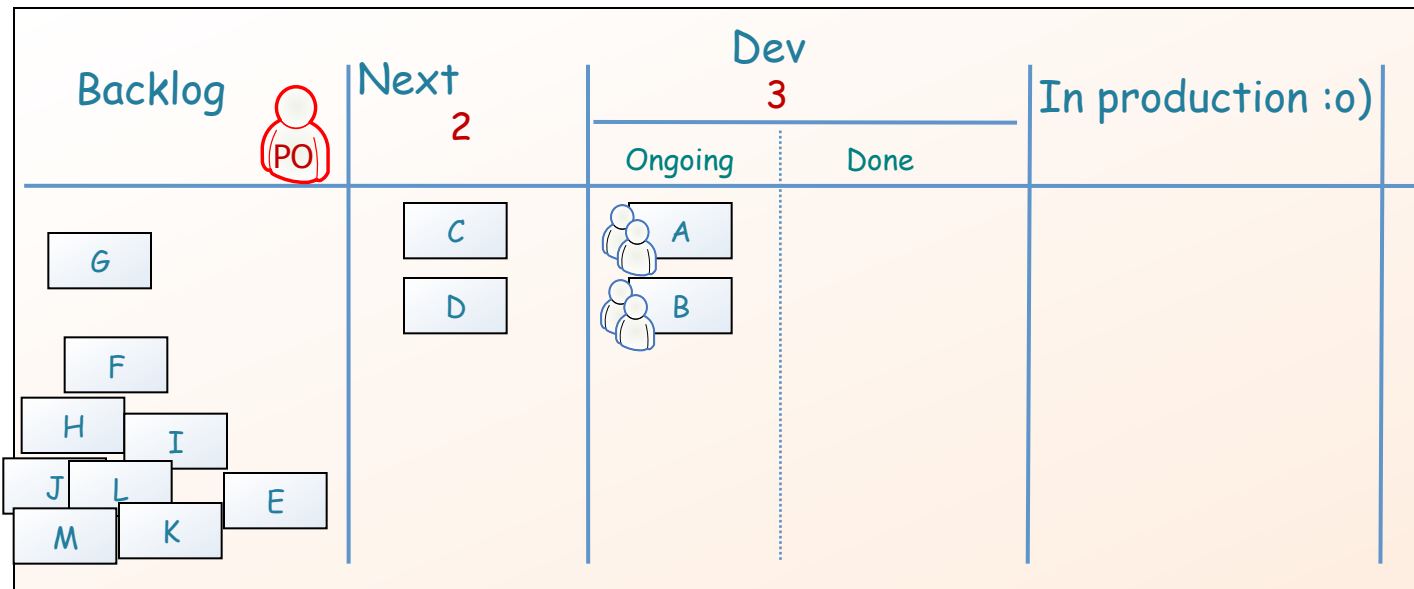 Backlog
PO
Next
2
Dev
3
Ongoing
Done
In production :o)
G
F
H
I
J
L
E
M
K
C
D
A
B